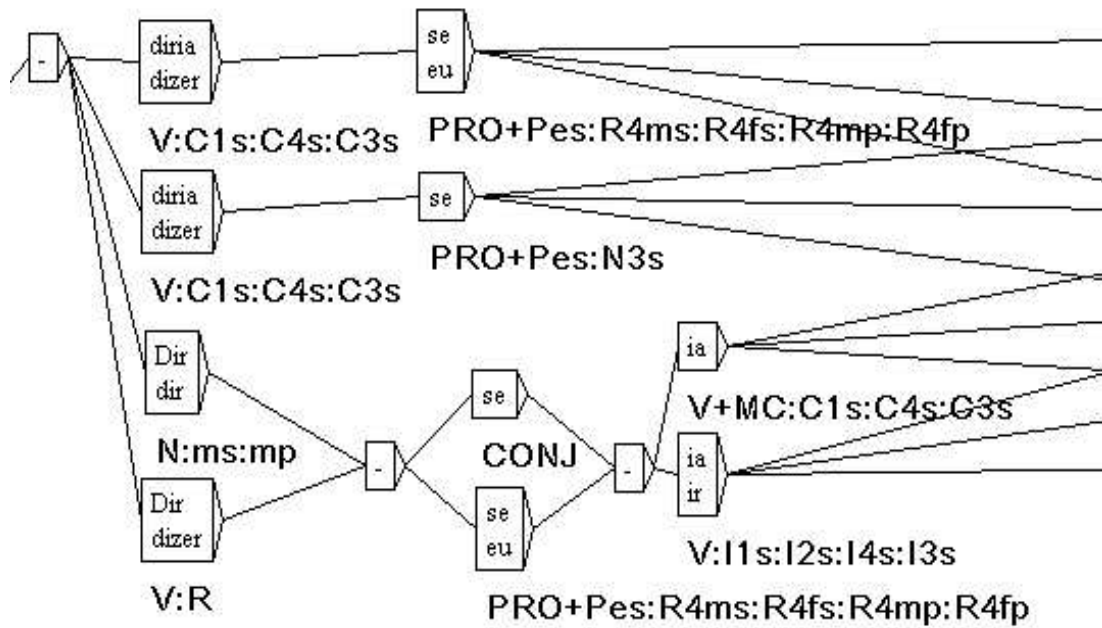 -
diria
dizer
V:C1s:C4s:C3s
se
eu
PRO+Pes:R4ms:R4fs:R4mp:R4fp
diria
dizer
V:C1s:C4s:C3s
se
PRO+Pes:N3s
Dir
dir
N:ms:mp
Dir
dizer
V:R
-
se
CONJ
se
eu
PRO+Pes:R4ms:R4fs:R4mp:R4fp
-
ia
V+MC:C1s:C4s:C3s
ia
ir
V:I1s:I2s:I4s:I3s